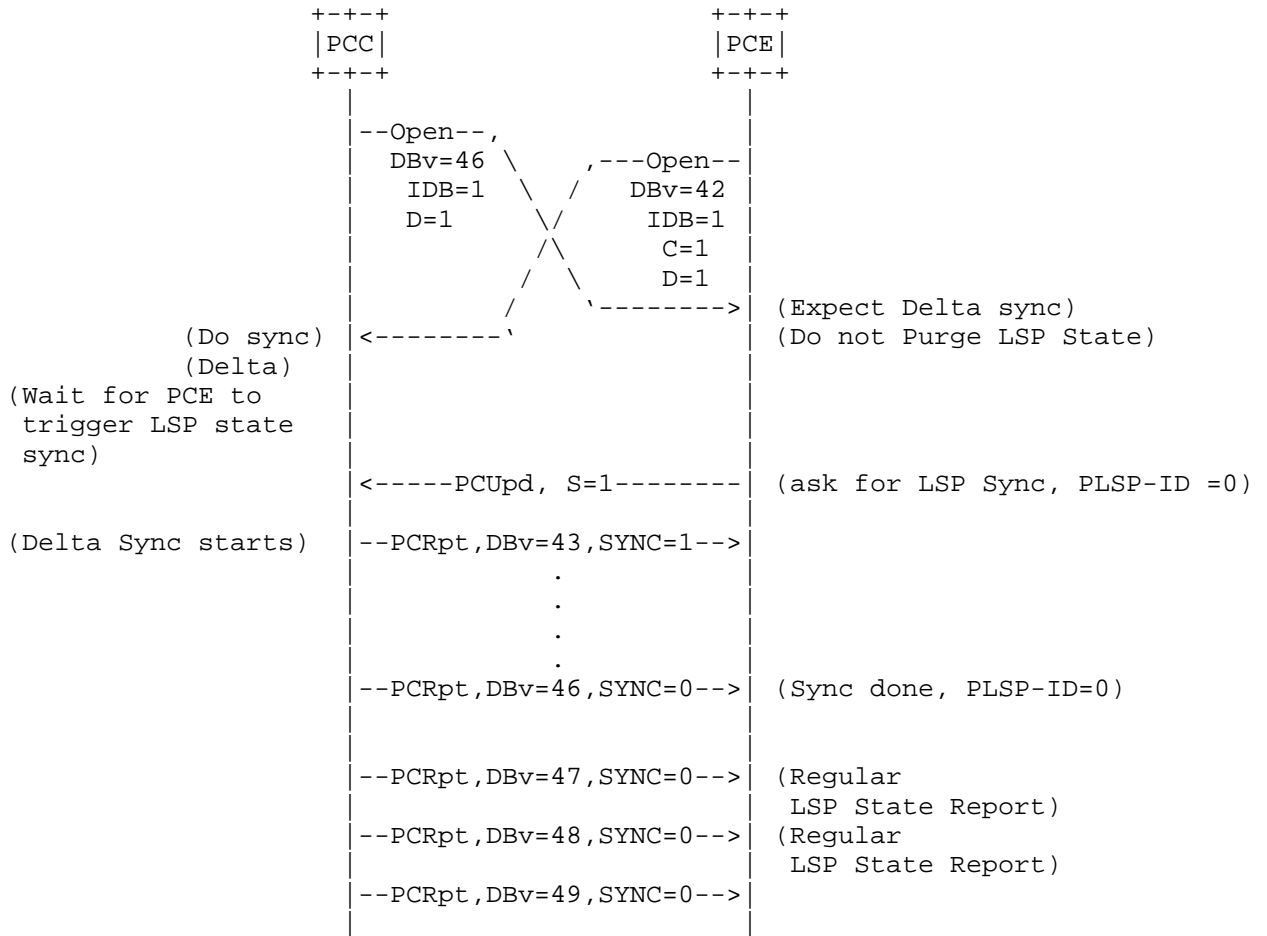 +-+-+                    +-+-+
|PCC|                    |PCE|
+-+-+                    +-+-+
--Open--,
DBv=46    ,---Open--
IDB=1    DBv=42
D=1    IDB=1
C=1
D=1
`--------> (Expect Delta sync)
(Do sync) <--------` (Do not Purge LSP State)
(Delta)
(Wait for PCE to
trigger LSP state
sync)
<-----PCUpd, S=1-------- (ask for LSP Sync, PLSP-ID =0)
(Delta Sync starts) --PCRpt,DBv=43,SYNC=1-->
.
.
.
.
--PCRpt,DBv=46,SYNC=0--> (Sync done, PLSP-ID=0)
--PCRpt,DBv=47,SYNC=0--> (Regular
LSP State Report)
--PCRpt,DBv=48,SYNC=0--> (Regular
LSP State Report)
--PCRpt,DBv=49,SYNC=0-->